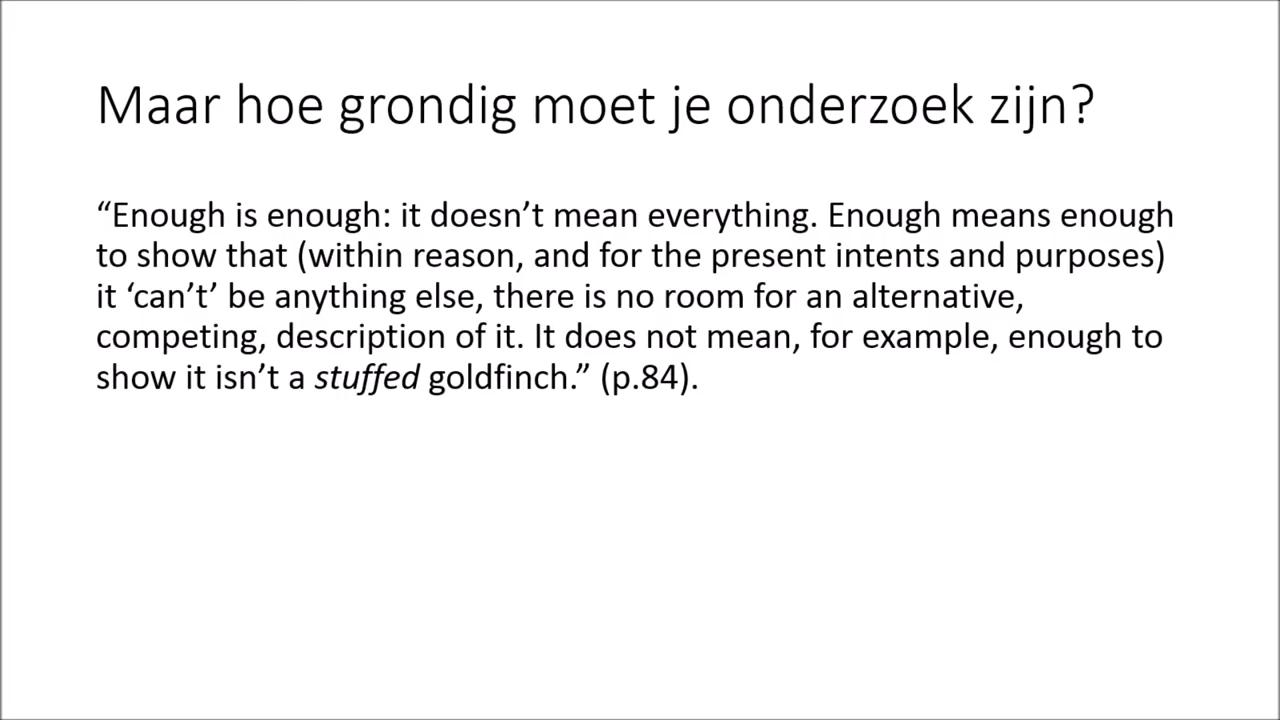 Maar hoe grondig moet je onderzoek zijn?
“Enough is enough: it doesn’t mean everything. Enough means enough
to show that (within reason, and for the present intents and purposes)
it ‘can’t’ be anything else, there is no room for an alternative,
competing, description of it. It does not mean, for example, enough to
show it isn’t a stuffed goldfinch.” (p.84).